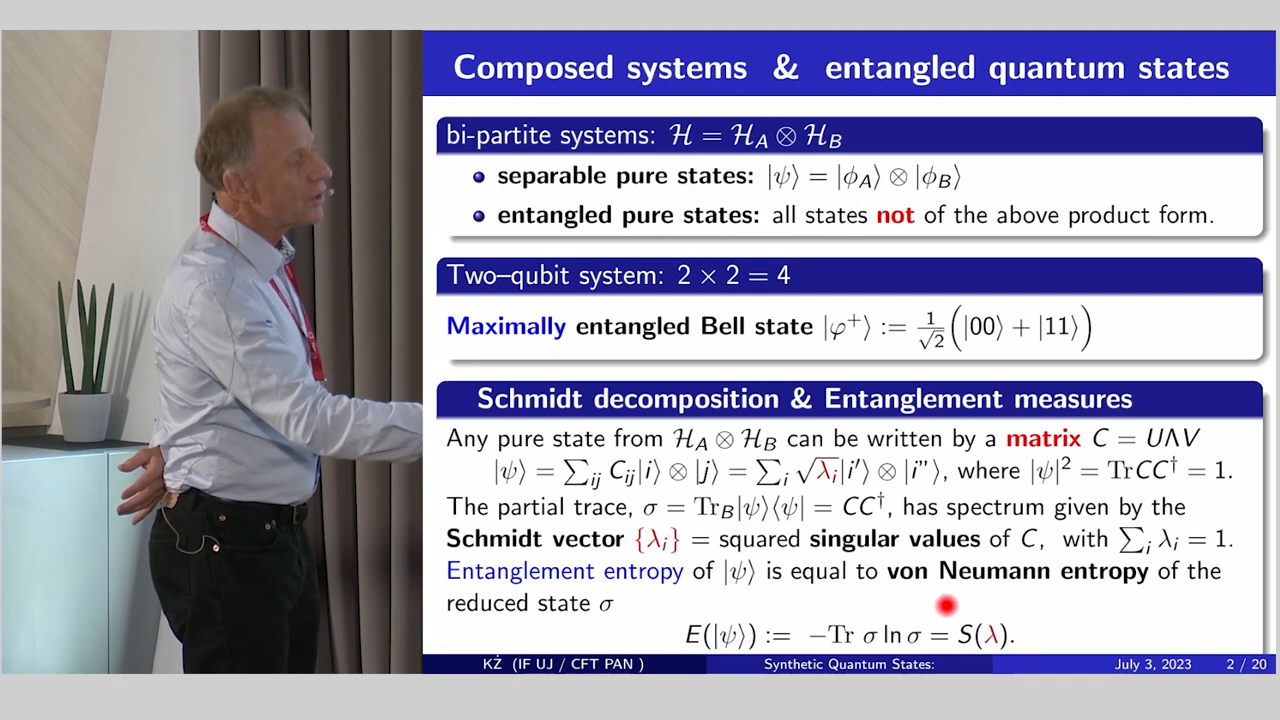 Composed systems & entangled quantum states
bi-partite systems: ℋ = ℋ_A ⊗ ℋ_B
separable pure states: |ψ⟩ = |ϕ_A⟩ ⊗ |ϕ_B⟩
entangled pure states: all states not of the above product form.
Two–qubit system: 2 × 2 = 4
Maximally entangled Bell state |φ⁺⟩ := 1/√2 (|00⟩ + |11⟩)
Schmidt decomposition & Entanglement measures
Any pure state from ℋ_A ⊗ ℋ_B can be written by a matrix C = UΛV
|ψ⟩ = ∑_ij C_ij|i⟩ ⊗ |j⟩ = ∑_i √λ_i|i′⟩ ⊗ |i”⟩, where |ψ|² = TrCC† = 1.
The partial trace, σ = Tr_B|ψ⟩⟨ψ| = CC†, has spectrum given by the
Schmidt vector {λ_i} = squared singular values of C, with ∑_i λ_i = 1.
Entanglement entropy of |ψ⟩ is equal to von Neumann entropy of the
reduced state σ
E(|ψ⟩) := −Tr σ ln σ = S(λ).
KŻ (IF UJ / CFT PAN ) Synthetic Quantum States: July 3, 2023 2 / 20